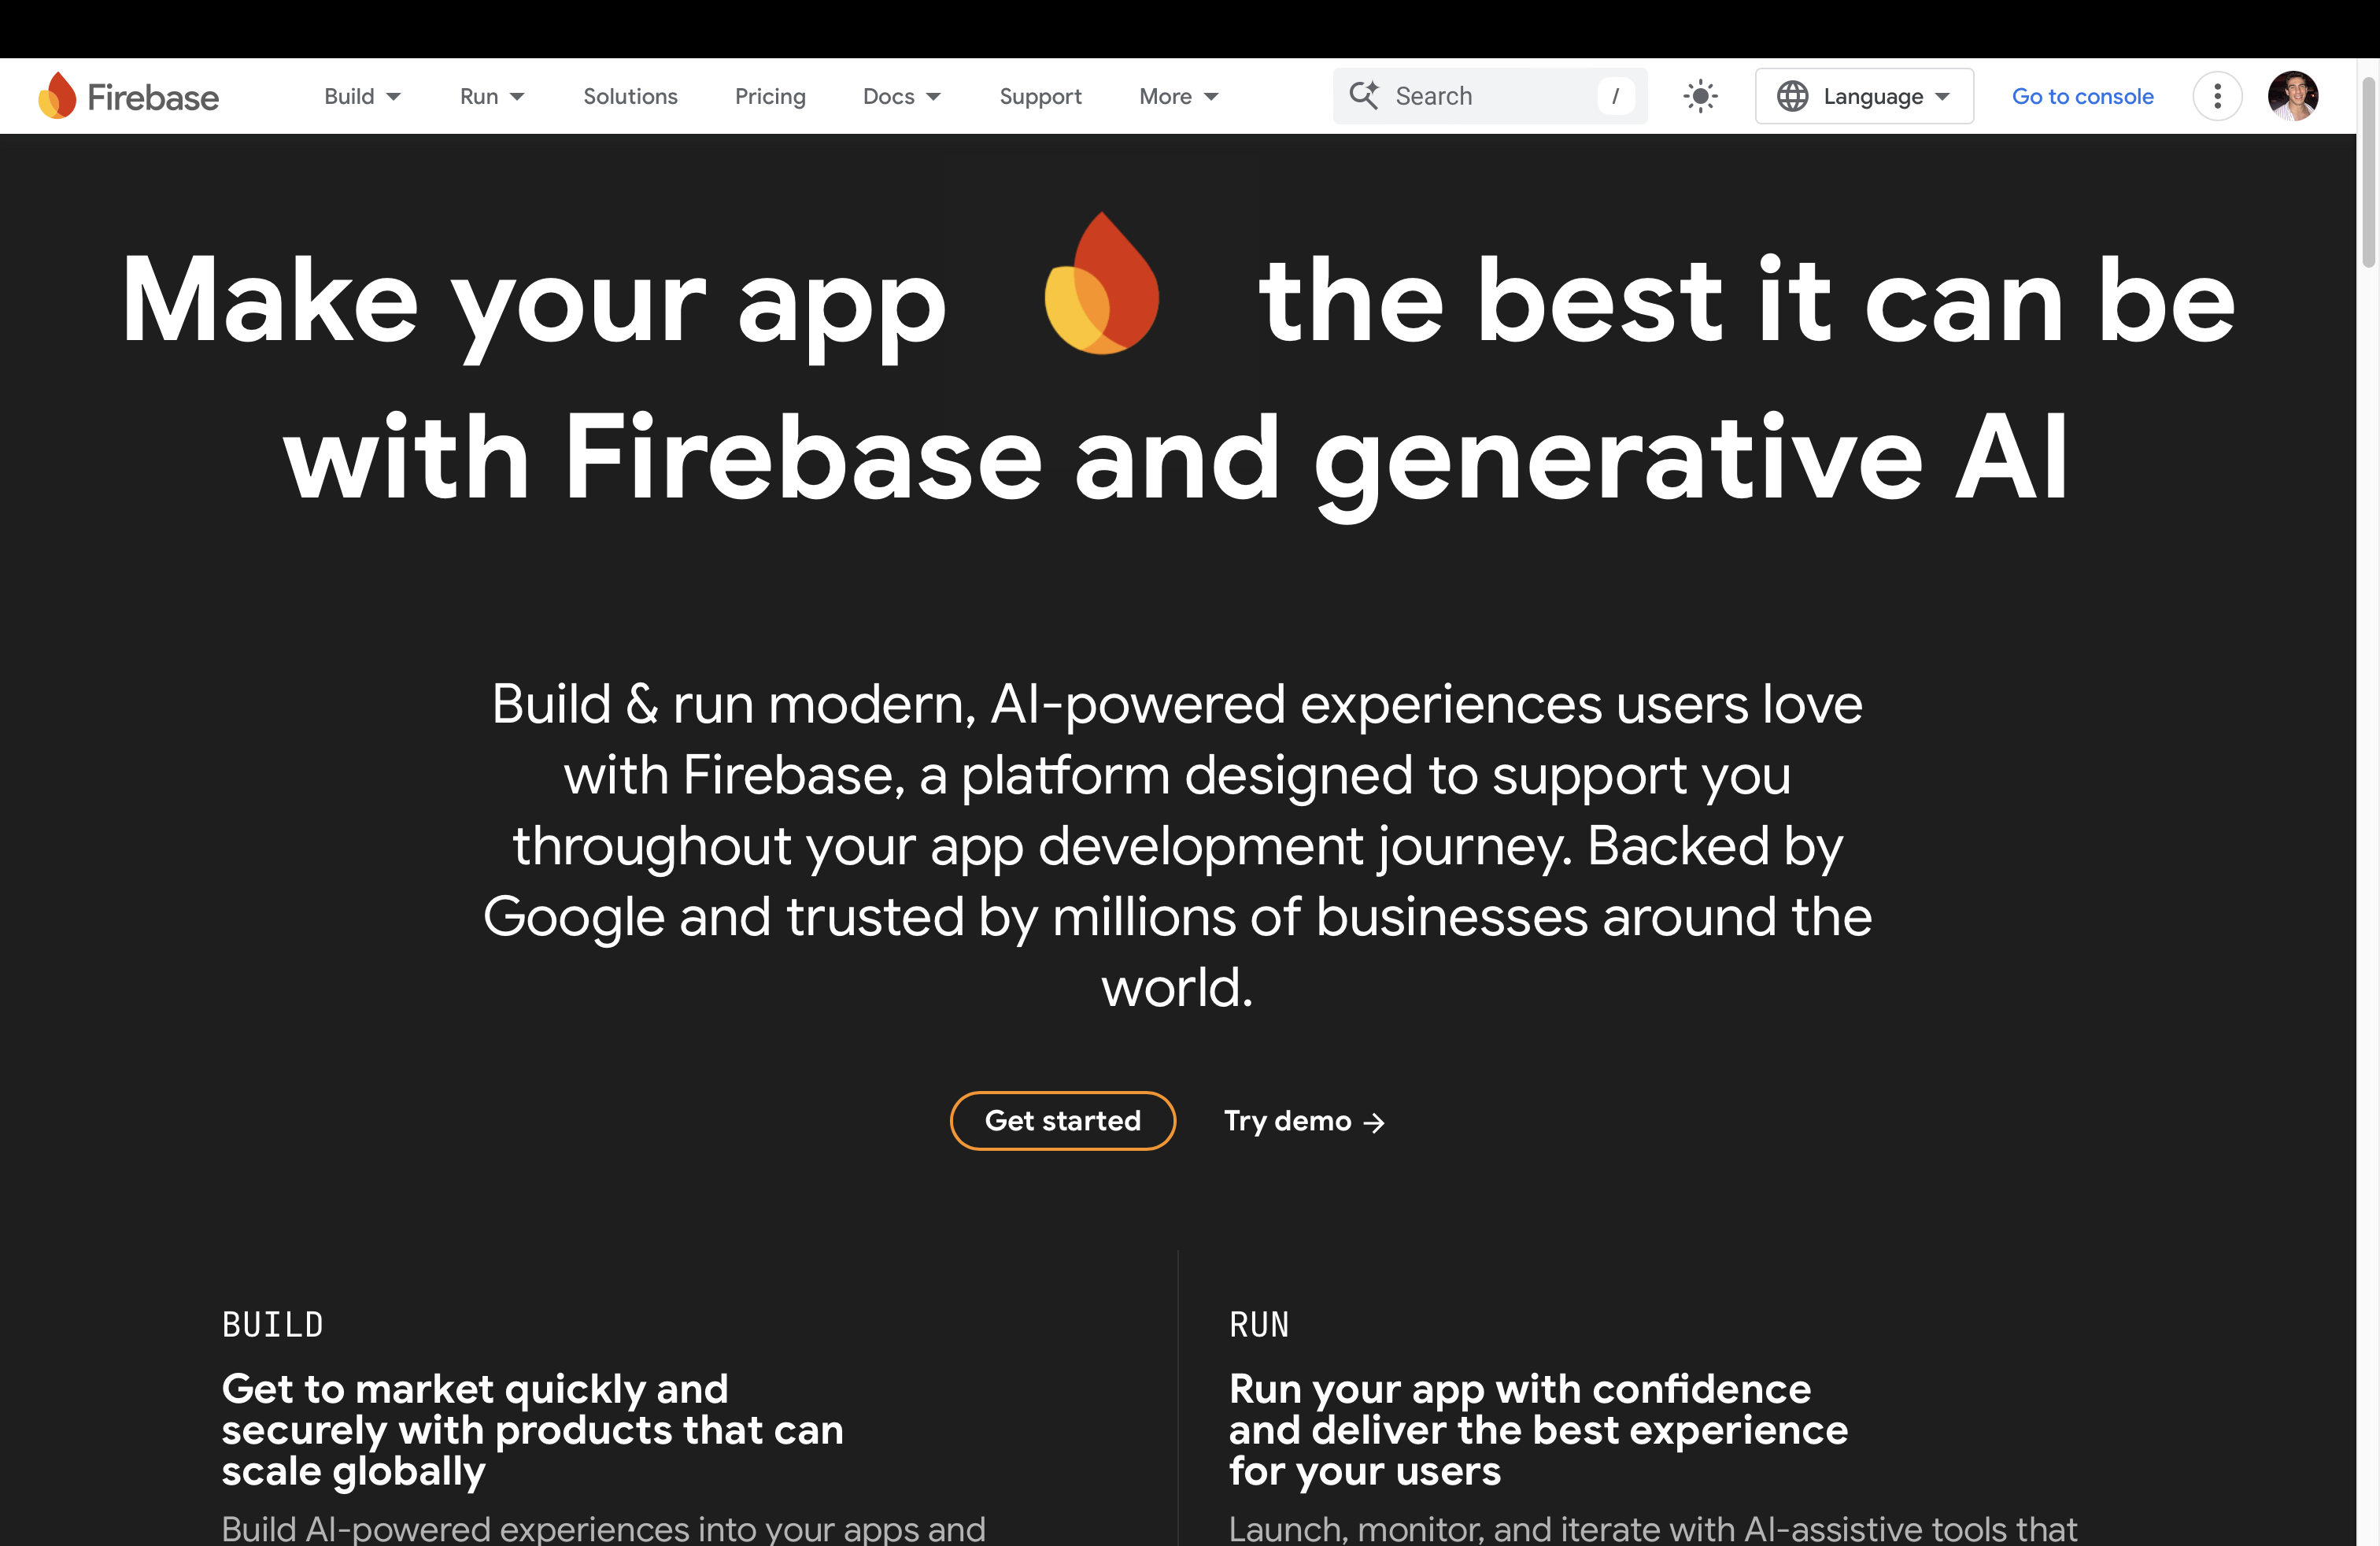 Firebase
Build
Run
Solutions
Pricing
Docs
Support
More
Search
/
Language
Go to console
Make your app the best it can be
with Firebase and generative AI
Build & run modern, AI-powered experiences users love
with Firebase, a platform designed to support you
throughout your app development journey. Backed by
Google and trusted by millions of businesses around the
world.
Get started
Try demo →
BUILD
Get to market quickly and
securely with products that can
scale globally
Build AI-powered experiences into your apps and
RUN
Run your app with confidence
and deliver the best experience
for your users
Launch, monitor, and iterate with AI-assistive tools that